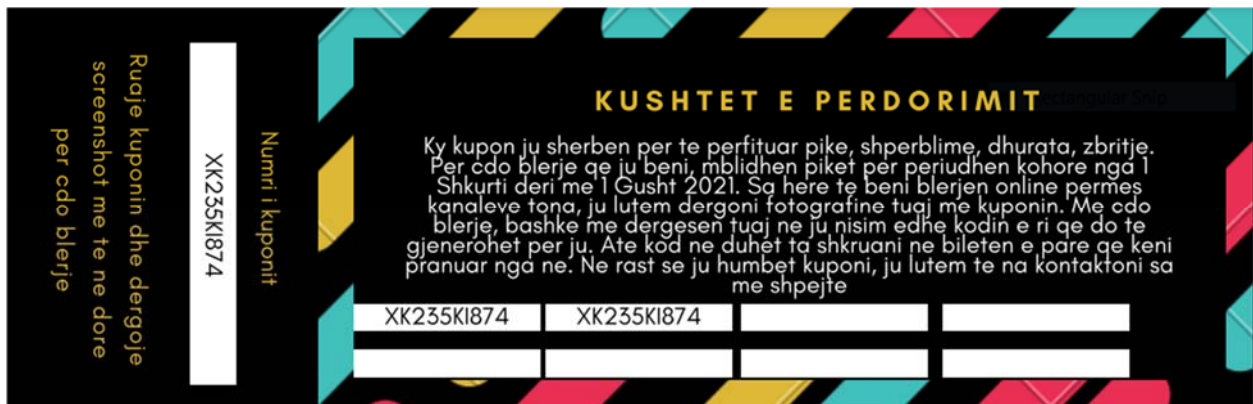 Ruaje kuponin dhe dergoje
screenshot me te ne dore
per cdo blerje
XK235KI874
Numri i kuponit
KUSHTET E PERDORIMIT
Rectangular Snip
Ky kupon ju sherben per te perfituar pike, shperblime, dhurata, zbritje.
Per cdo blerje qe ju beni, mblidhen piket per periudhen kohore nga 1
Shkurti deri me 1 Gusht 2021. Sa here te beni blerjen online permes
kanaleve tona, ju lutem dergoni fotografine tuaj me kuponin. Me cdo
blerje, bashke me dergesen tuaj ne ju nisim edhe kodin e ri qe do te
gjenerohet per ju. Ate kod ne duhet ta shkruani ne bileten e pare qe keni
pranuar nga ne. Ne rast se ju humbet kuponi, ju lutem te na kontaktoni sa
me shpejte
XK235KI874 XK235KI874